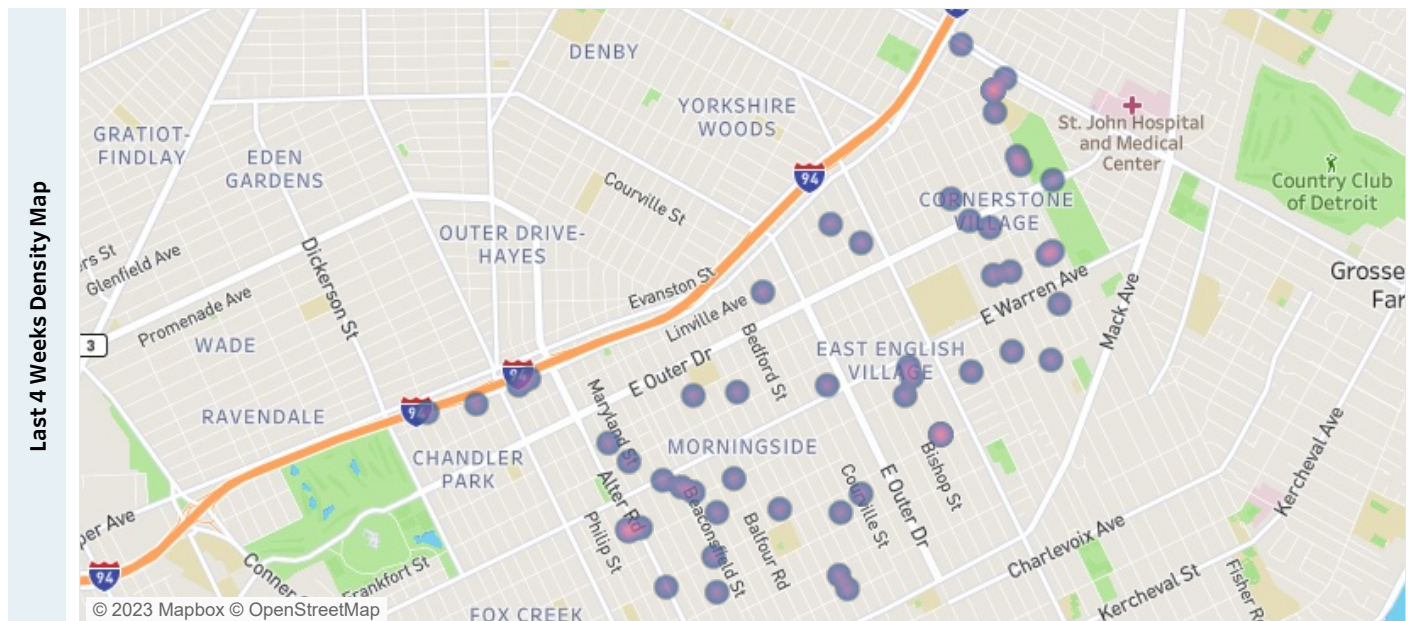 Last 4 Weeks Density Map
DENBY
YORKSHIRE
WOODS
GRATIOT-
FINDLAY
EDEN
GARDENS
St. John Hospital
and Medical
Center
94
Country Club
of Detroit
Courville St
CORNERSTONE
VILLAGE
OUTER DRIVE-
HAYES
ers St
Glenfield Ave
Dickerson St
Evanston St
Grosse
Far
E Warren Ave
Mack Ave
Promenade Ave
Linville Ave
3
WADE
Bedford St
EAST ENGLISH
VILLAGE
E Outer Dr
94
94
RAVENDALE
Maryland St
MORNINGSIDE
CHANDLER
PARK
Bishop St
Kercheval Ave
Alter Rd
Beaconsfield St
Courville St
E Outer Dr
Philip St
Balfour Rd
per Ave
Charlevoix Ave
94
Conner
Frankfort St
Kercheval St
Fisher R
FOX CREEK
© 2023 Mapbox © OpenStreetMap